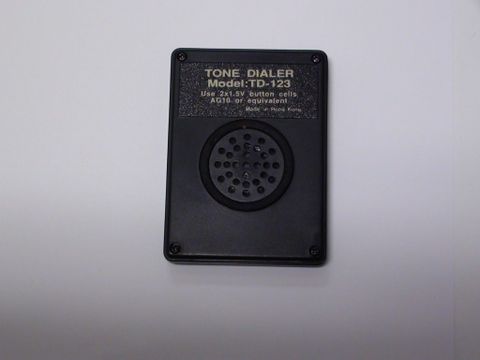 TONE DIALER
Model:TD-123
Use 2x1.5V button cells
AG10 or equivalent
Made in Hong Kong